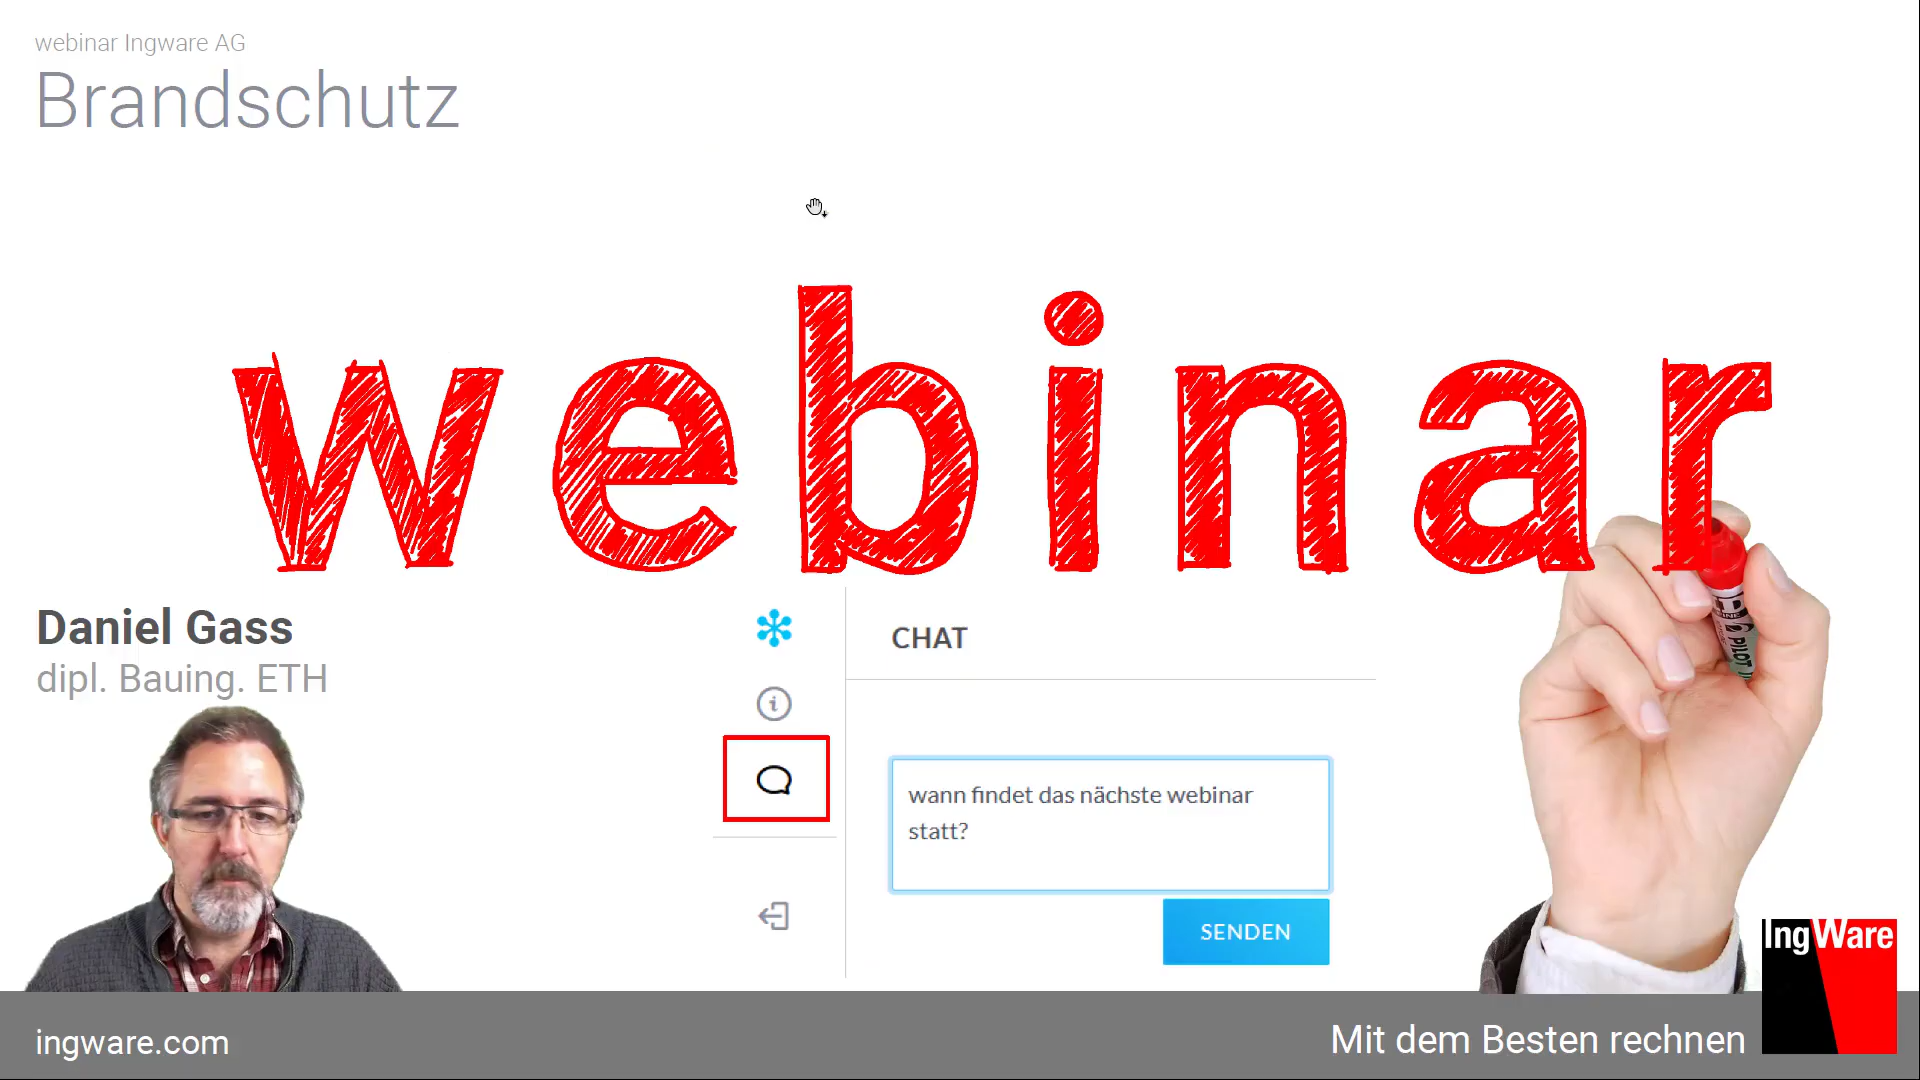 webinar Ingware AG
Brandschutz
webinar
Daniel Gass
dipl. Bauing. ETH
CHAT
wann findet das nächste webinar
statt?
SENDEN
PILOT
IngWare
ingware.com
Mit dem Besten rechnen